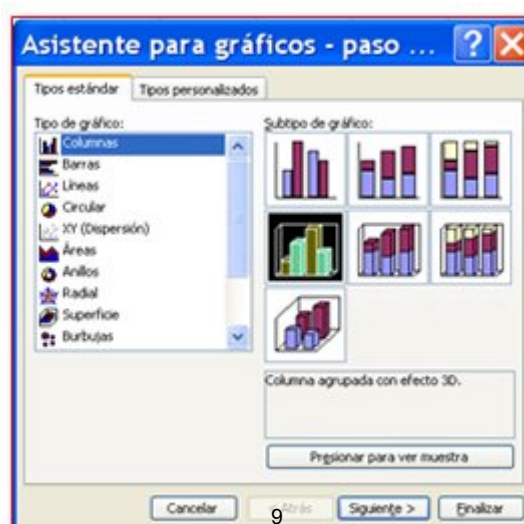 Asistente para gráficos - paso ...
Tipos estándar Tipos personalizados
Tipo de gráfico:
Columnas
Barras
Líneas
Circular
XY (Dispersión)
Áreas
Anillos
Radial
Superficie
Burbujas
Subtipo de gráfico:
Columna agrupada con efecto 3D.
Presionar para ver muestra
Cancelar < Atrás Siguiente > Finalizar
9